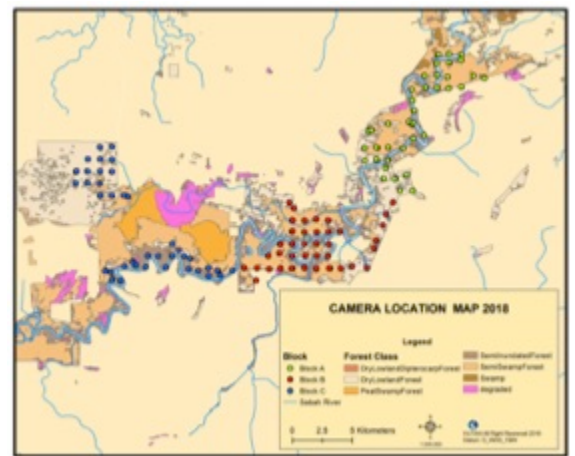 CAMERA LOCATION MAP 2018
Legend
Block
Block A
Block B
Block C
Sabah River
Forest Class
DryLowlandDipterocarpForest
DryLowlandForest
PeatSwampForest
SemiInundatedForest
SemiSwampForest
Swamp
degraded
0 2.5 5 Kilometers